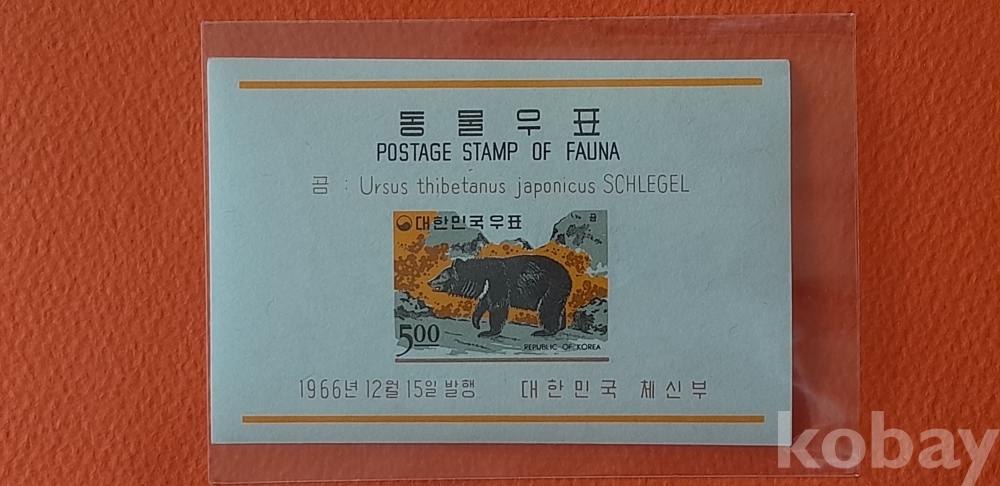 동물우표
POSTAGE STAMP OF FAUNA
곰 : Ursus thibetanus japonicus SCHLEGEL
대한민국우표 곰
5.00
REPUBLIC OF KOREA
1966년 12월 15일 발행 대한민국 체신부
kobay